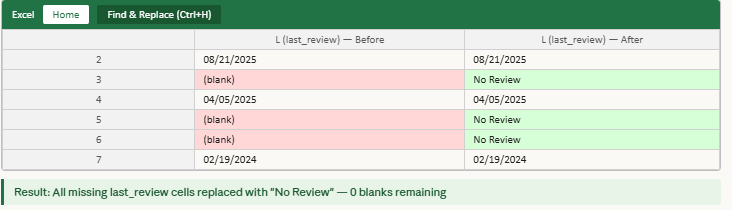 Excel Home Find & Replace (Ctrl+H)
L (last_review) — Before L (last_review) — After
2 08/21/2025 08/21/2025
3 (blank) No Review
4 04/05/2025 04/05/2025
5 (blank) No Review
6 (blank) No Review
7 02/19/2024 02/19/2024
Result: All missing last_review cells replaced with "No Review" — 0 blanks remaining